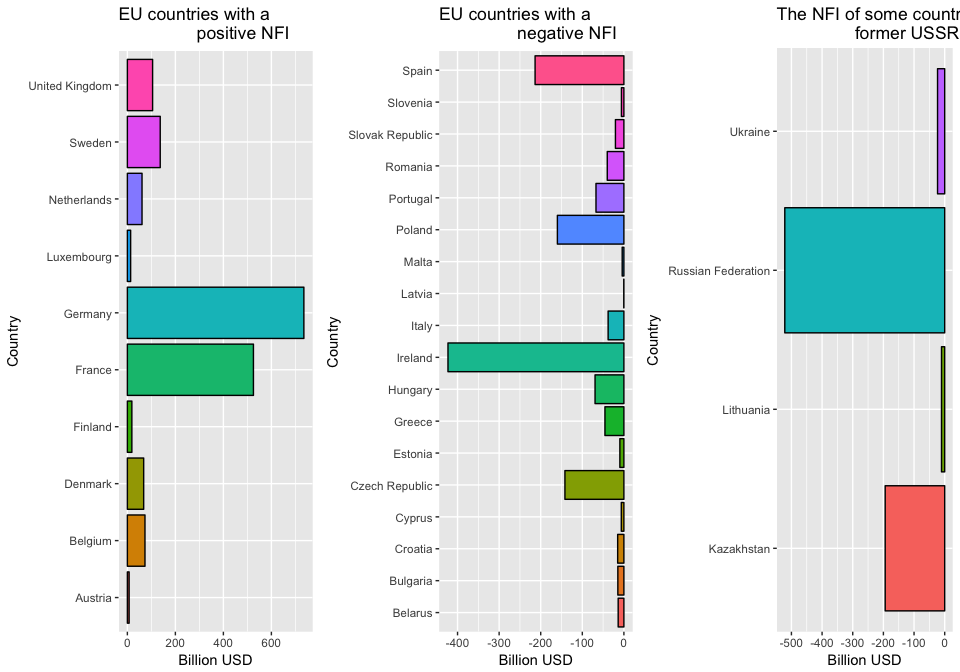 EU countries with a
positive NFI
Country
United Kingdom
Sweden
Netherlands
Luxembourg
Germany
France
Finland
Denmark
Belgium
Austria
0 200 400 600
Billion USD
EU countries with a
negative NFI
Country
Spain
Slovenia
Slovak Republic
Romania
Portugal
Poland
Malta
Latvia
Italy
Ireland
Hungary
Greece
Estonia
Czech Republic
Cyprus
Croatia
Bulgaria
Belarus
-400 -300 -200 -100 0
Billion USD
The NFI of some countr
former USSR
Country
Ukraine
Russian Federation
Lithuania
Kazakhstan
-500 -400 -300 -200 -100 0
Billion USD